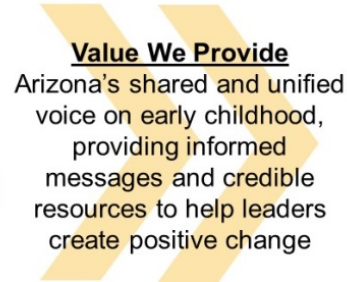 Value We Provide
Arizona's shared and unified
voice on early childhood,
providing informed
messages and credible
resources to help leaders
create positive change